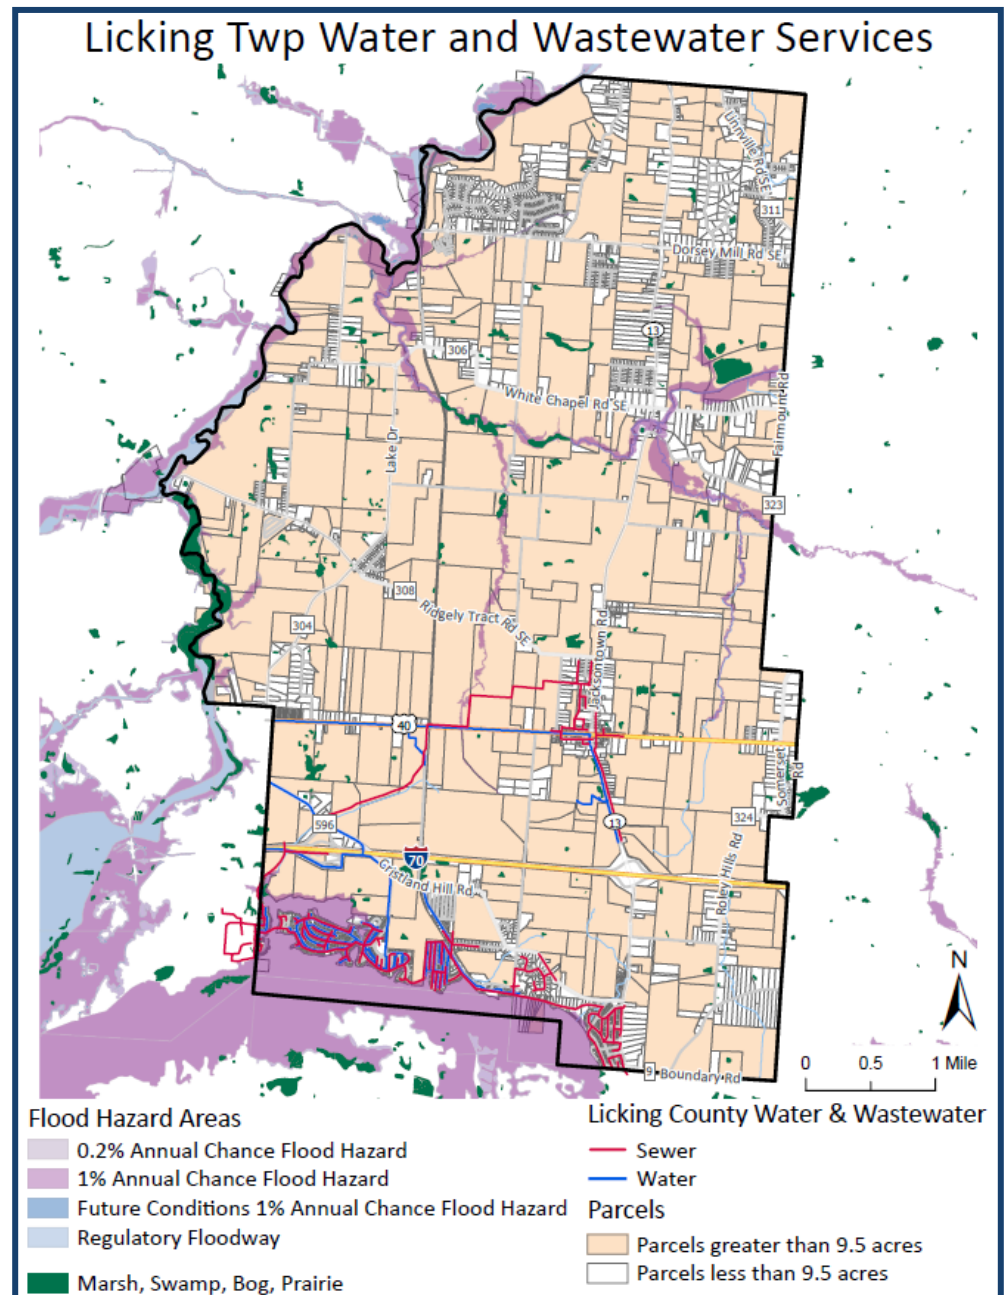 Licking Twp Water and Wastewater Services
Linnville Rd SE
311
Dorsey Mill Rd SE
13
306
White Chapel Rd SE
Fairmount Rd
Lake Dr
323
308
Ridgely Tract Rd SE
304
Jacksontown Rd
40
Somerset Rd
596
13
324
70
Gristland Hill Rd
Roley Hills Rd
N
9
Boundary Rd
0 0.5 1 Mile
Flood Hazard Areas
0.2% Annual Chance Flood Hazard
1% Annual Chance Flood Hazard
Future Conditions 1% Annual Chance Flood Hazard
Regulatory Floodway
Marsh, Swamp, Bog, Prairie
Licking County Water & Wastewater
Sewer
Water
Parcels
Parcels greater than 9.5 acres
Parcels less than 9.5 acres